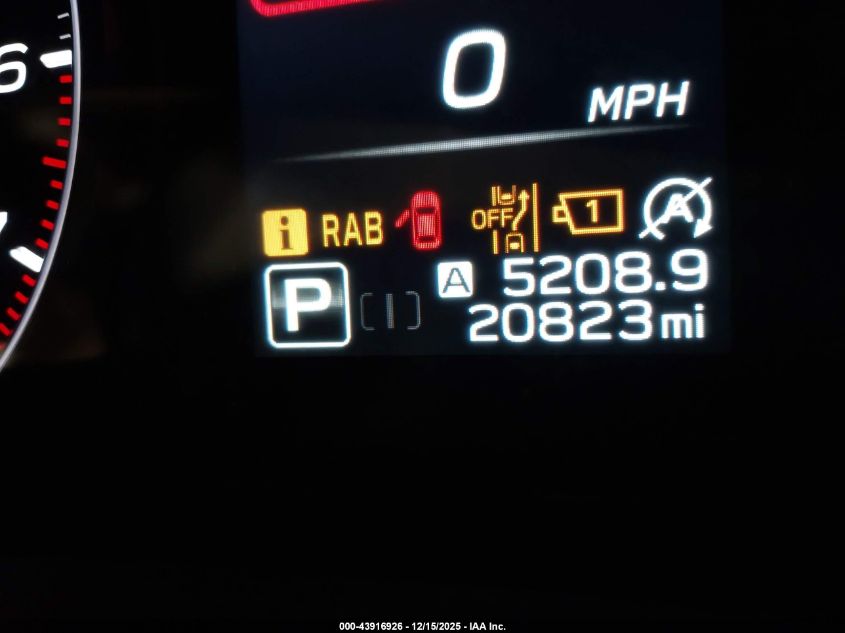 6
0
MPH
i RAB OFF 1 A
P A 5208.9
20823 mi
000-43916926 - 12/15/2025 - IAA Inc.